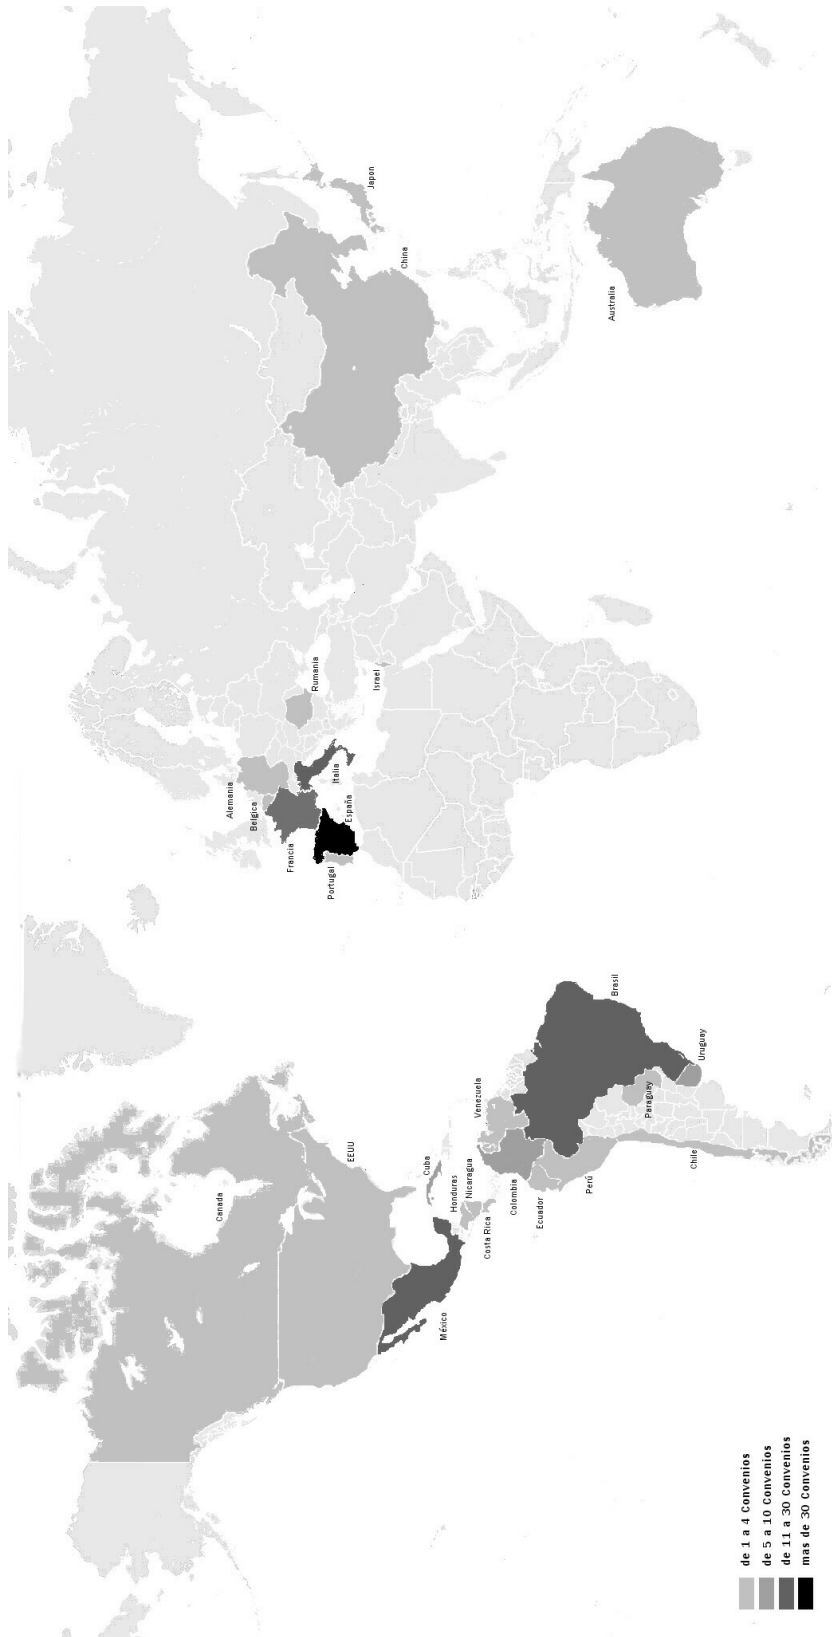 Canada
EEUU
México
Cuba
Honduras
Nicaragua
Costa Rica
Venezuela
Colombia
Ecuador
Perú
Brasil
Paraguay
Uruguay
Chile
Alemania
Belgica
Francia
Portugal
España
Italia
Rumania
Israel
China
Japon
Australia
de 1 a 4 Convenios
de 5 a 10 Convenios
de 11 a 30 Convenios
mas de 30 Convenios